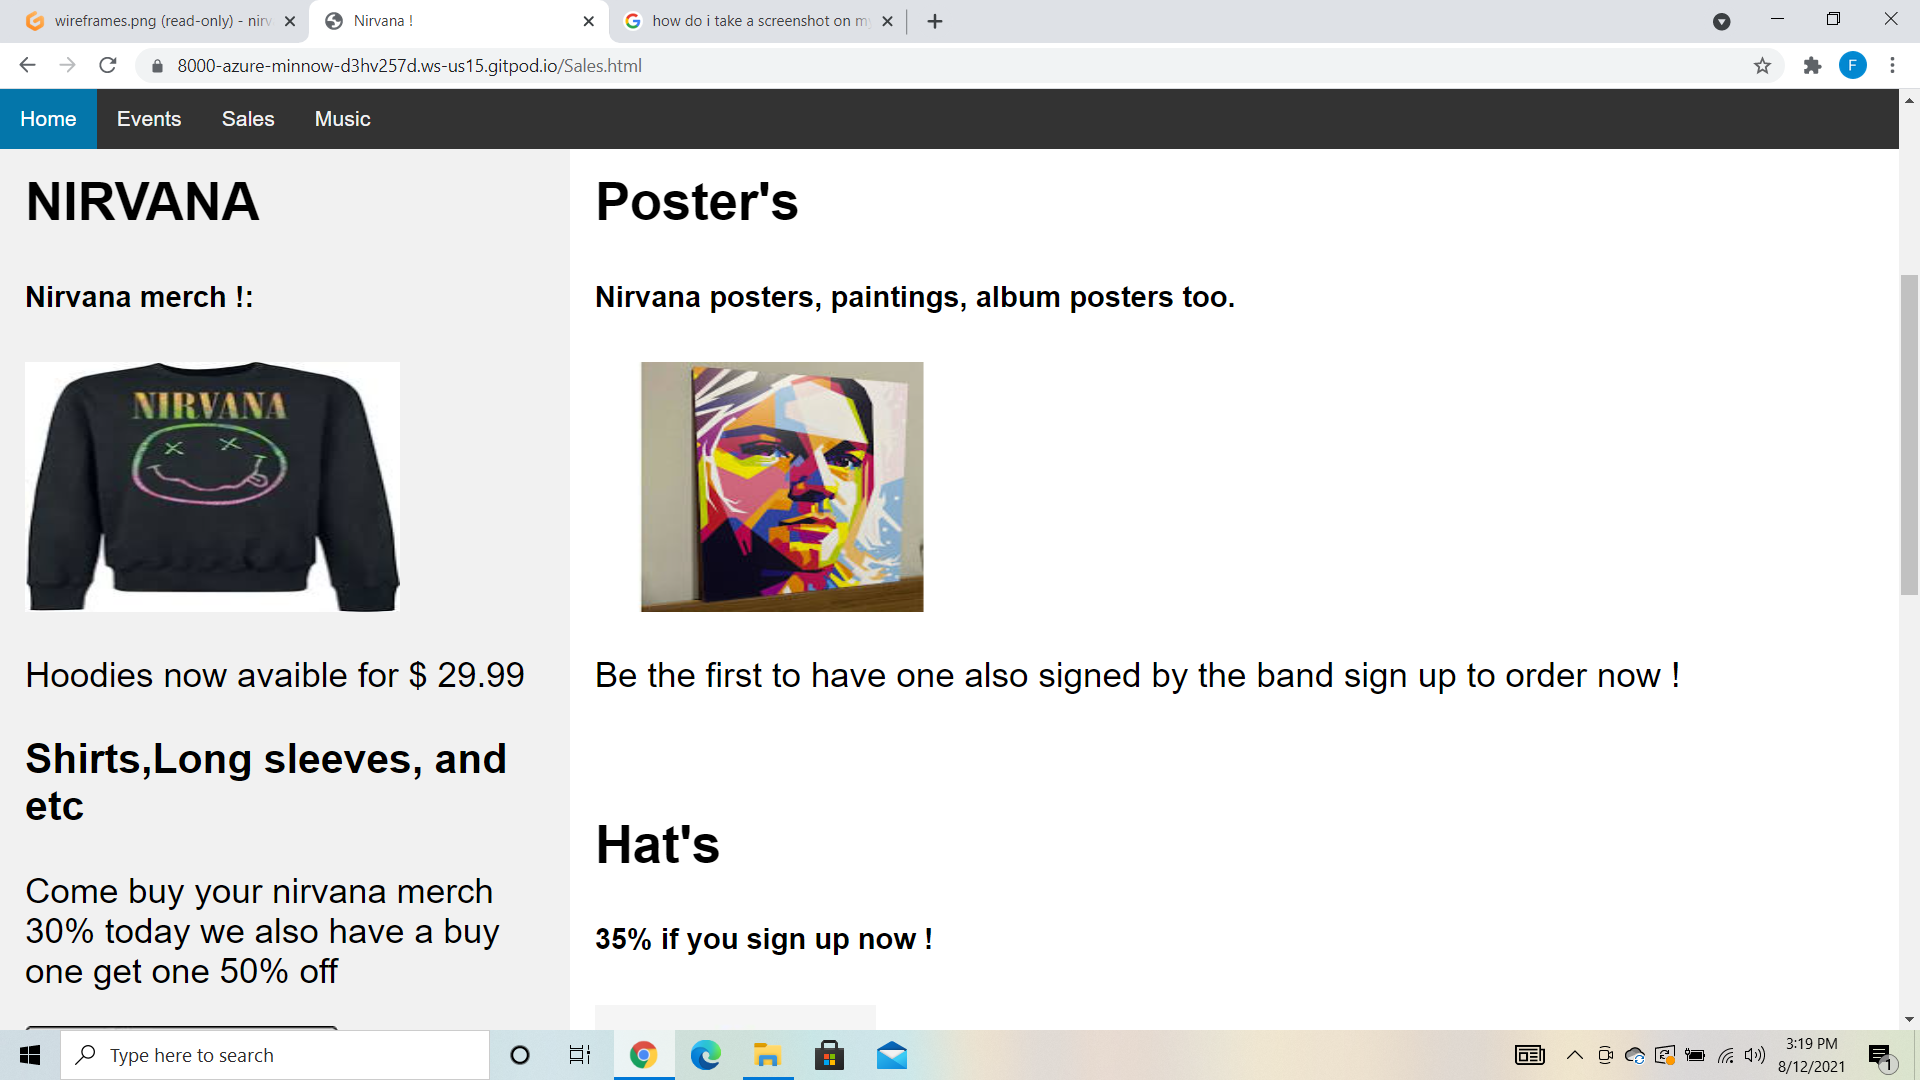 wireframes.png (read-only) - nirv
Nirvana !
how do i take a screenshot on my
8000-azure-minnow-d3hv257d.ws-us15.gitpod.io/Sales.html
F
Home Events Sales Music
NIRVANA
Nirvana merch !:
NIRVANA
Hoodies now avaible for $ 29.99
Shirts,Long sleeves, and
etc
Come buy your nirvana merch
30% today we also have a buy
one get one 50% off
Poster's
Nirvana posters, paintings, album posters too.
Be the first to have one also signed by the band sign up to order now !
Hat's
35% if you sign up now !
Type here to search
3:19 PM
8/12/2021
1